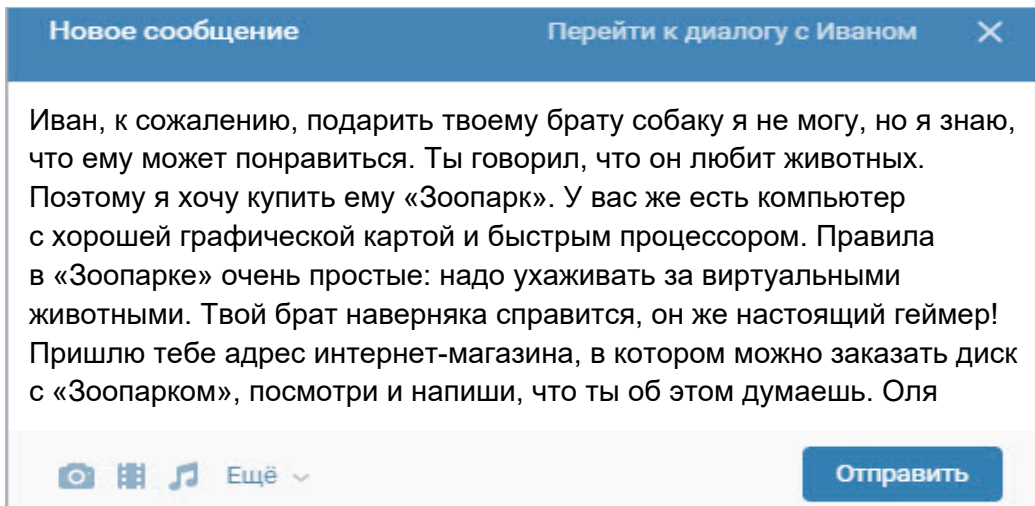 Новое сообщение Перейти к диалогу с Иваном
Иван, к сожалению, подарить твоему брату собаку я не могу, но я знаю,
что ему может понравиться. Ты говорил, что он любит животных.
Поэтому я хочу купить ему «Зоопарк». У вас же есть компьютер
с хорошей графической картой и быстрым процессором. Правила
в «Зоопарке» очень простые: надо ухаживать за виртуальными
животными. Твой брат наверняка справится, он же настоящий геймер!
Пришлю тебе адрес интернет-магазина, в котором можно заказать диск
с «Зоопарком», посмотри и напиши, что ты об этом думаешь. Оля
Ещё Отправить